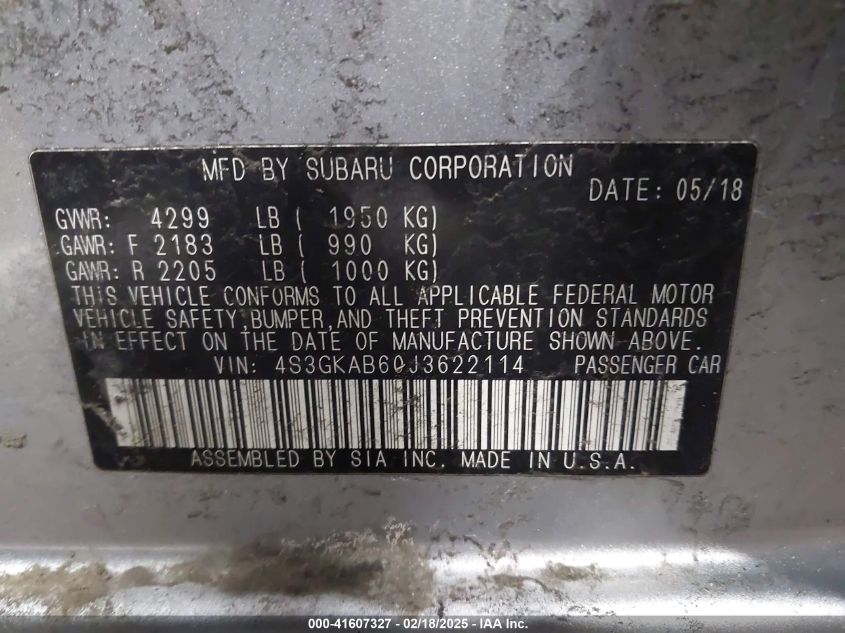 MFD BY SUBARU CORPORATION
DATE: 05/18
GVWR: 4299 LB ( 1950 KG)
GAWR: F 2183 LB ( 990 KG)
GAWR: R 2205 LB ( 1000 KG)
THIS VEHICLE CONFORMS TO ALL APPLICABLE FEDERAL MOTOR
VEHICLE SAFETY,BUMPER,AND THEFT PREVENTION STANDARDS
IN EFFECT ON THE DATE OF MANUFACTURE SHOWN ABOVE.
VIN: 4S3GKAB60J3622114 PASSENGER CAR
ASSEMBLED BY SIA INC. MADE IN U.S.A.
000-41607327 - 02/18/2025 - IAA Inc.